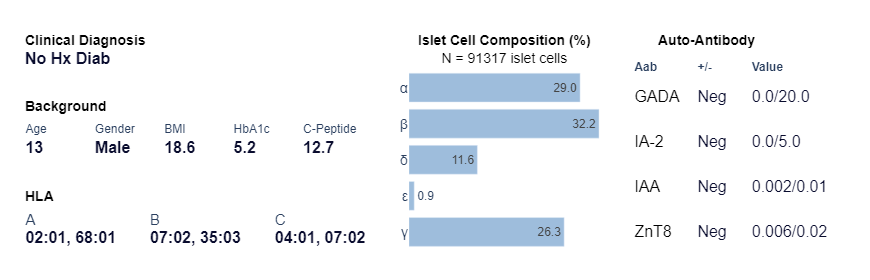 Clinical Diagnosis
No Hx Diab
Background
Age Gender BMI HbA1c C-Peptide
13 Male 18.6 5.2 12.7
HLA
A B C
02:01, 68:01 07:02, 35:03 04:01, 07:02
Islet Cell Composition (%)
N = 91317 islet cells
α 29.0
β 32.2
δ 11.6
ε 0.9
γ 26.3
Auto-Antibody
Aab +/- Value
GADA Neg 0.0/20.0
IA-2 Neg 0.0/5.0
IAA Neg 0.002/0.01
ZnT8 Neg 0.006/0.02